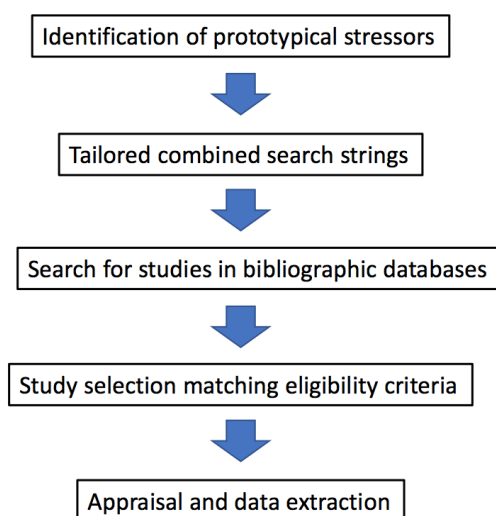 Identification of prototypical stressors
Tailored combined search strings
Search for studies in bibliographic databases
Study selection matching eligibility criteria
Appraisal and data extraction